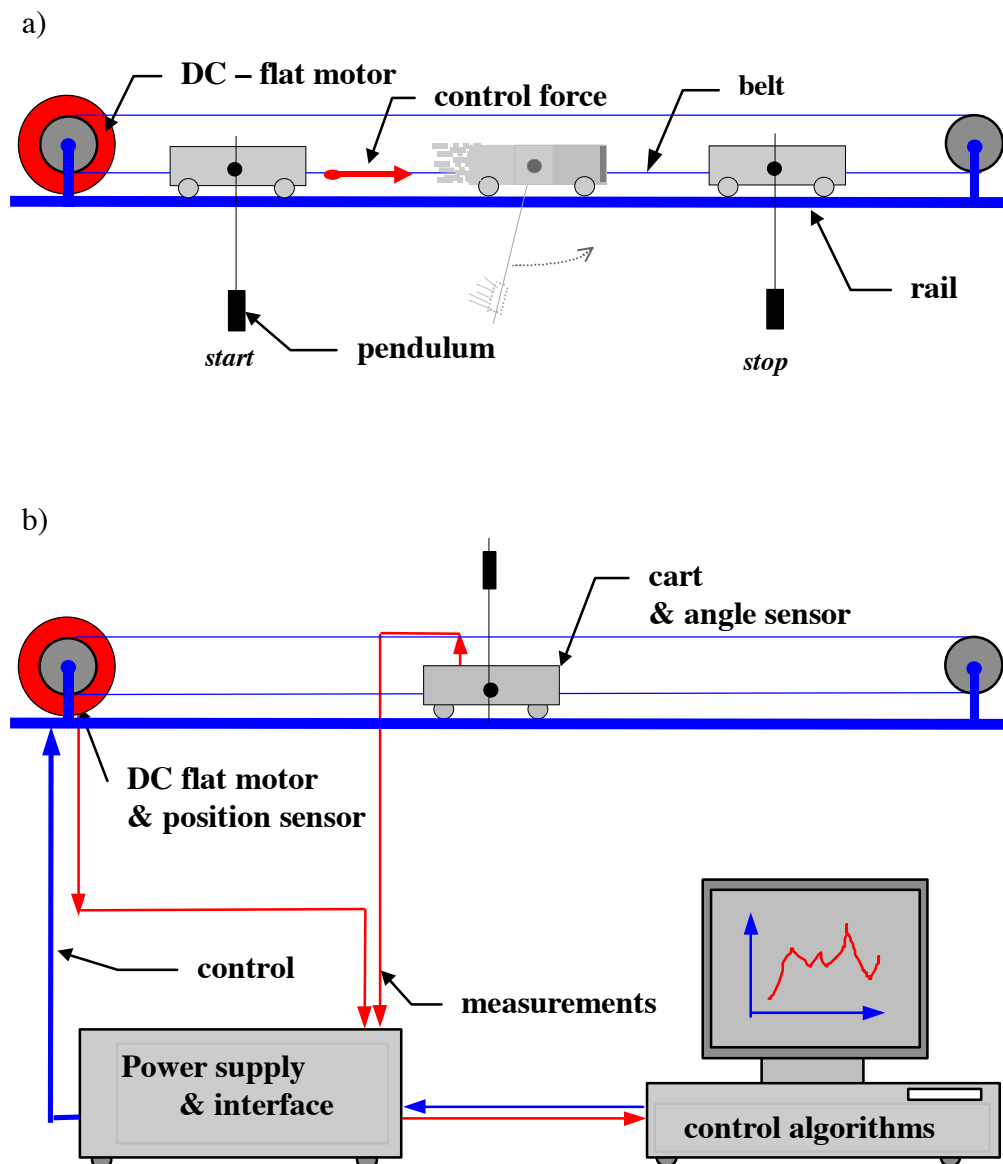 a)
DC – flat motor
control force
belt
rail
pendulum
start
stop
b)
cart
& angle sensor
DC flat motor
& position sensor
control
measurements
Power supply
& interface
control algorithms